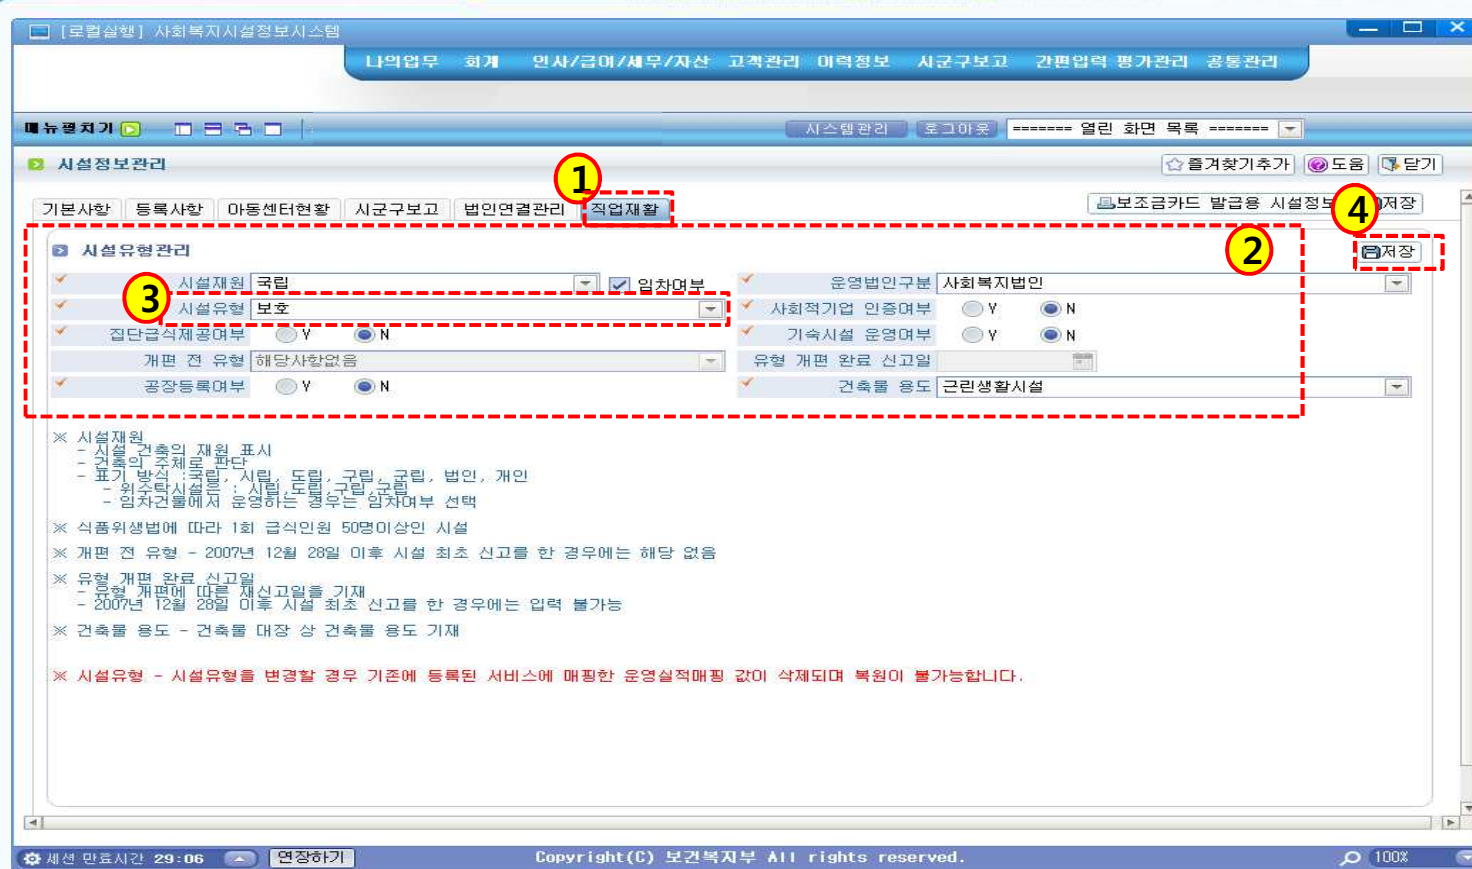 [로컬실행] 사회복지시설정보시스템
나의업무 회계 인사/급여/세무/자산 고객관리 이력정보 시군구보고 간편입력 평가관리 공통관리
메뉴펼치기 시스템관리 로그아웃 ======= 열린 화면 목록 =======
시설정보관리 즐겨찾기추가 도움 닫기
1
기본사항 등록사항 아동센터현황 시군구보고 법인연결관리 직업재활 보조금카드 발급용 시설정보 4 저장
시설유형관리 2 저장
시설재원 국립 임차여부 운영법인구분 사회복지법인
3 시설유형 보호 사회적기업 인증여부 Y N
집단급식제공여부 Y N 기숙시설 운영여부 Y N
개편 전 유형 해당사항없음 유형 개편 완료 신고일
공장등록여부 Y N 건축물 용도 근린생활시설
※ 시설재원
- 시설 건축의 재원 표시
- 건축의 주체로 판단
- 표기 방식 :국립, 시립, 도립, 구립, 군립, 법인, 개인
- 위수탁시설은 : 시립,도립,구립,군립
- 임차건물에서 운영하는 경우는 임차여부 선택
※ 식품위생법에 따라 1회 급식인원 50명이상인 시설
※ 개편 전 유형 - 2007년 12월 28일 이후 시설 최초 신고를 한 경우에는 해당 없음
※ 유형 개편 완료 신고일
- 유형 개편에 따른 재신고일을 기재
- 2007년 12월 28일 이후 시설 최초 신고를 한 경우에는 입력 불가능
※ 건축물 용도 - 건축물 대장 상 건축물 용도 기재
※ 시설유형 - 시설유형을 변경할 경우 기존에 등록된 서비스에 매핑한 운영실적매핑 값이 삭제되며 복원이 불가능합니다.
세션 만료시간 29:06 연장하기 Copyright(C) 보건복지부 All rights reserved. 100%